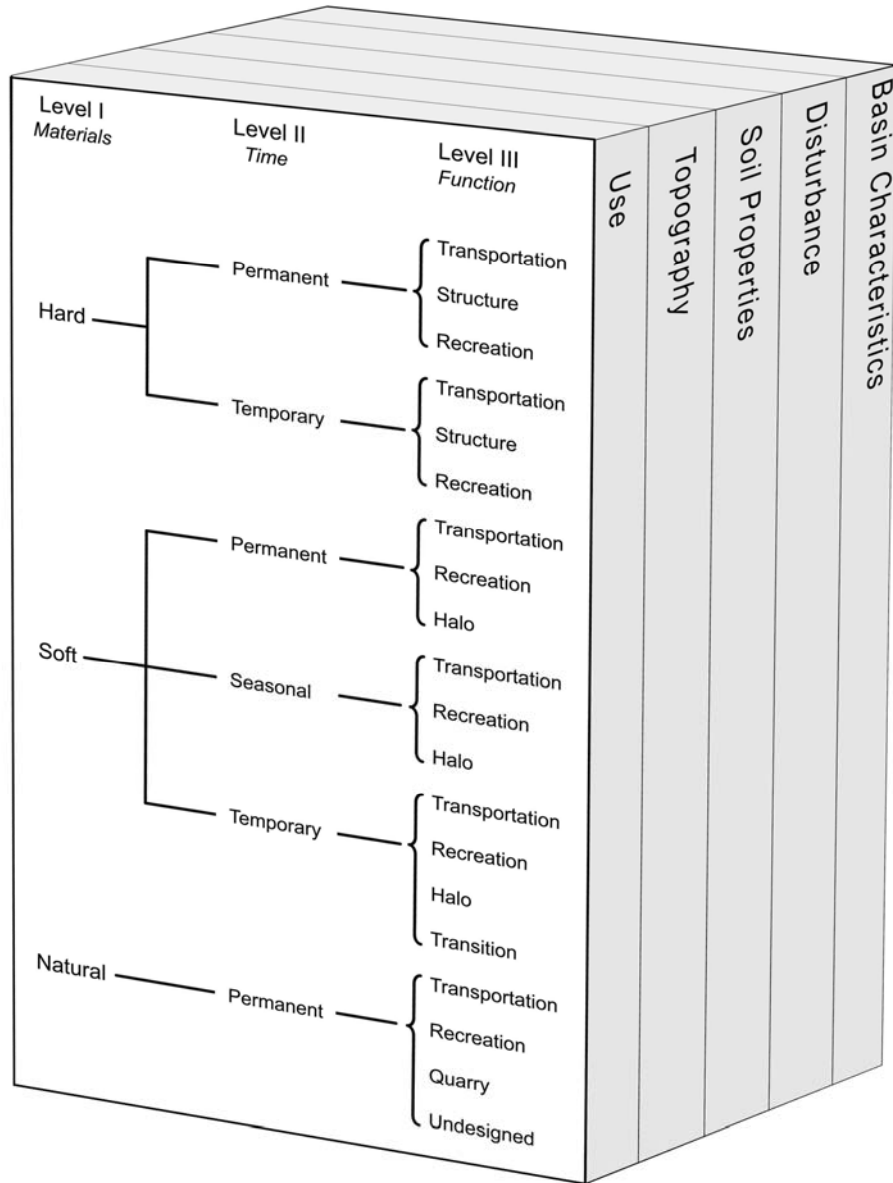 Level I
Materials
Level II
Time
Level III
Function
Hard
Permanent
Transportation
Structure
Recreation
Temporary
Transportation
Structure
Recreation
Soft
Permanent
Transportation
Recreation
Halo
Seasonal
Transportation
Recreation
Halo
Temporary
Transportation
Recreation
Halo
Transition
Natural
Permanent
Transportation
Recreation
Quarry
Undesigned
Use
Topography
Soil Properties
Disturbance
Basin Characteristics